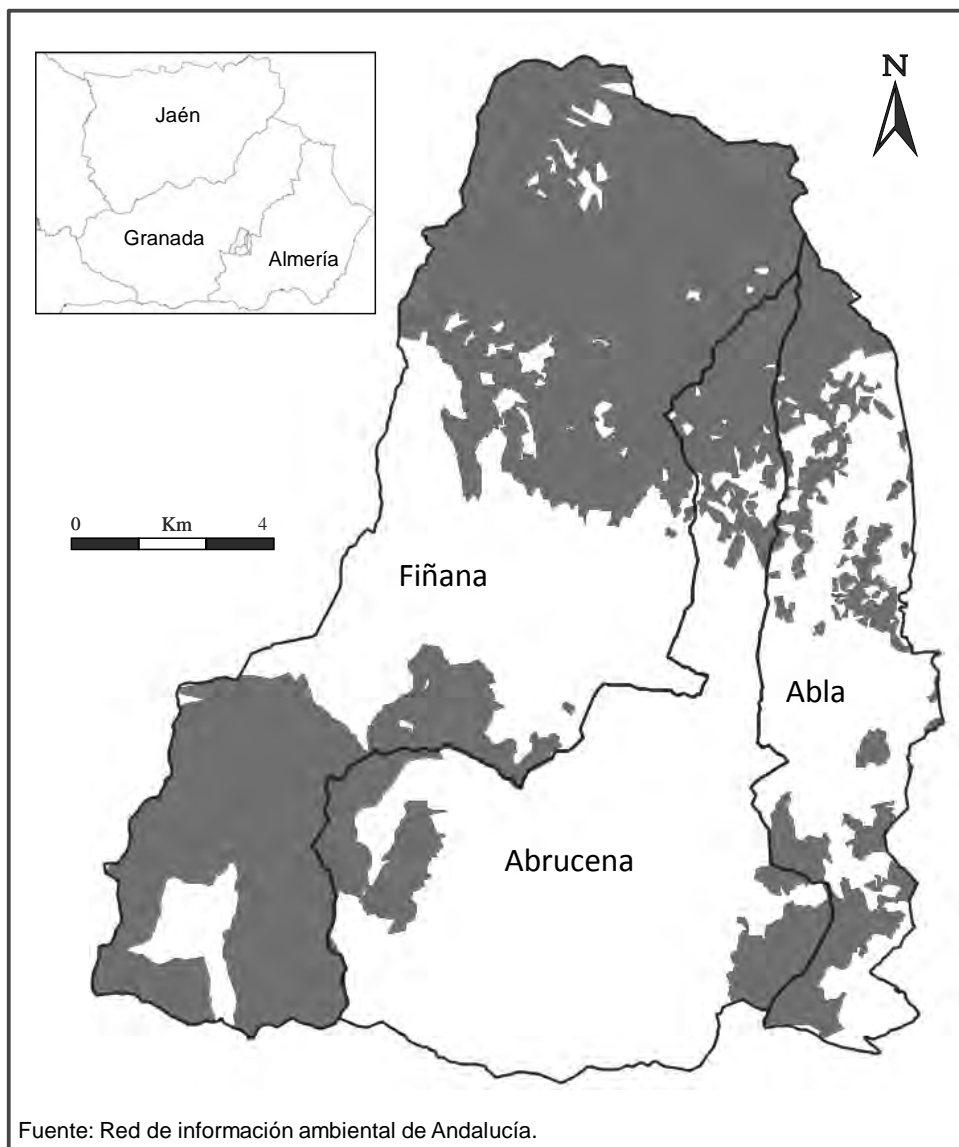 Jaén
Granada
Almería
N
0 Km 4
Fiñana
Abla
Abrucena
Fuente: Red de información ambiental de Andalucía.